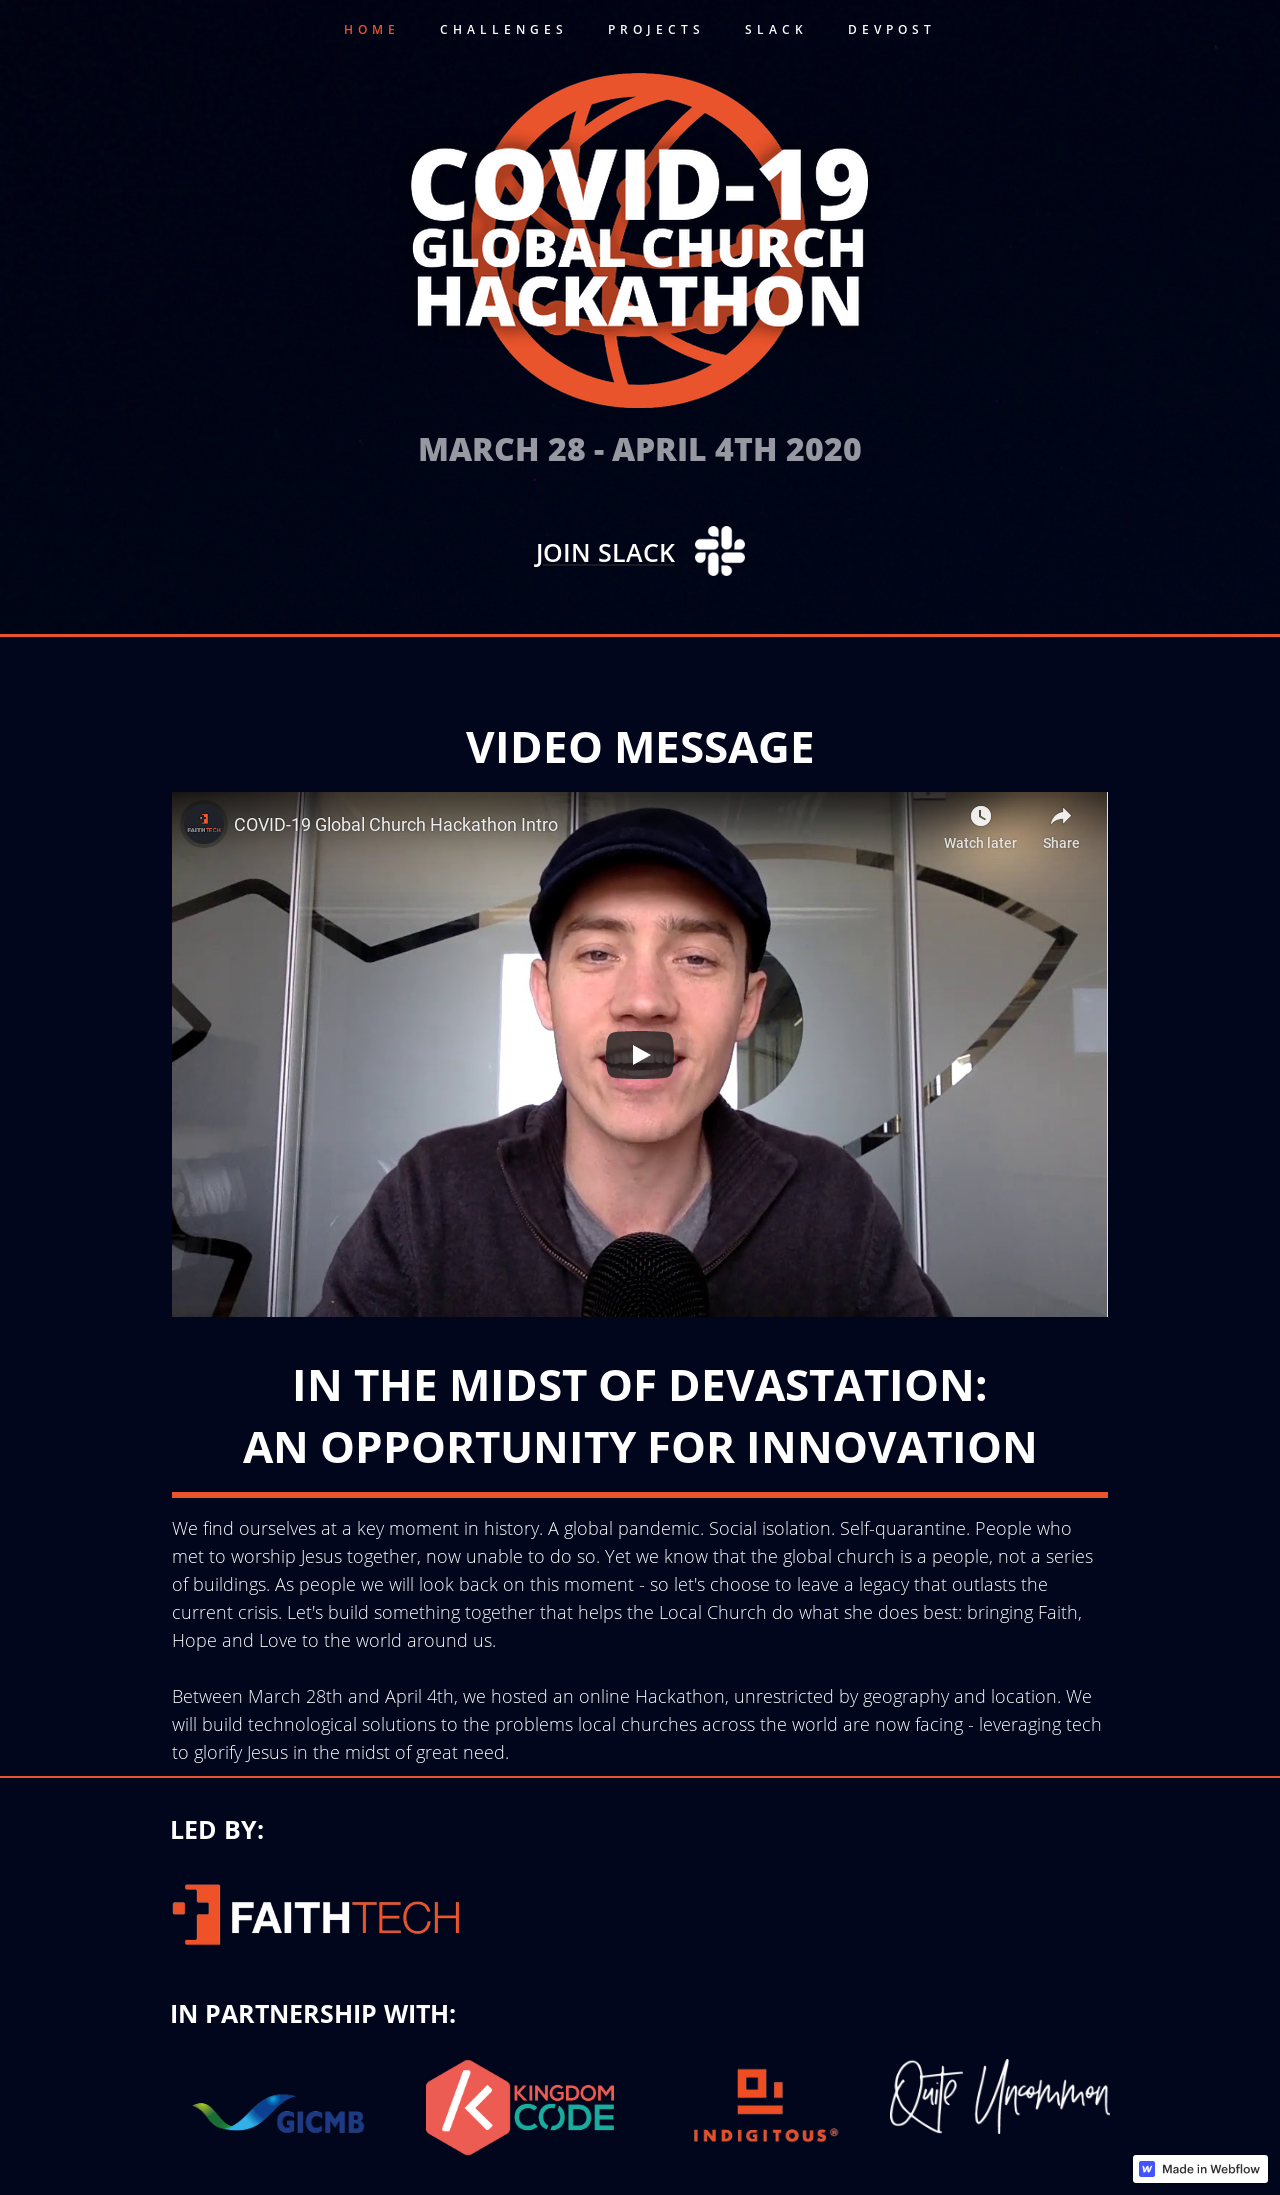 HOME CHALLENGES PROJECTS SLACK DEVPOST
COVID-19
GLOBAL CHURCH
HACKATHON
MARCH 28 - APRIL 4TH 2020
JOIN SLACK
VIDEO MESSAGE
FAITHTECH
COVID-19 Global Church Hackathon Intro
Watch later
Share
IN THE MIDST OF DEVASTATION:
AN OPPORTUNITY FOR INNOVATION
We find ourselves at a key moment in history. A global pandemic. Social isolation. Self-quarantine. People who
met to worship Jesus together, now unable to do so. Yet we know that the global church is a people, not a series
of buildings. As people we will look back on this moment - so let's choose to leave a legacy that outlasts the
current crisis. Let's build something together that helps the Local Church do what she does best: bringing Faith,
Hope and Love to the world around us.
Between March 28th and April 4th, we hosted an online Hackathon, unrestricted by geography and location. We
will build technological solutions to the problems local churches across the world are now facing - leveraging tech
to glorify Jesus in the midst of great need.
LED BY:
FAITHTECH
IN PARTNERSHIP WITH:
GICMB
KINGDOM
CODE
INDIGITOUS®
Quite Uncommon
Made in Webflow